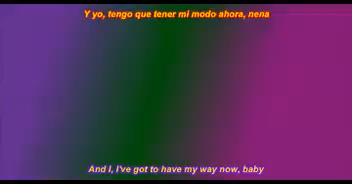 Y yo, tengo que tener mi modo ahora, nena
And I, I've got to have my way now, baby